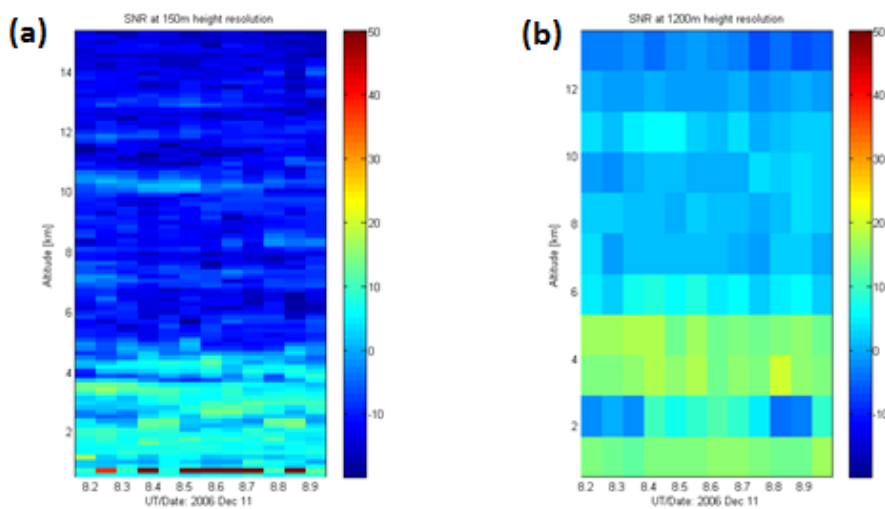 (a)
SNR at 150m height resolution
14
12
10
8
6
4
2
Altitude [km]
8.2 8.3 8.4 8.5 8.6 8.7 8.8 8.9
UT/Date: 2006 Dec 11
50
40
30
20
10
0
-10
(b)
SNR at 1200m height resolution
12
10
8
6
4
2
Altitude [km]
8.2 8.3 8.4 8.5 8.6 8.7 8.8 8.9
UT/Date: 2006 Dec 11
50
40
30
20
10
0
-10